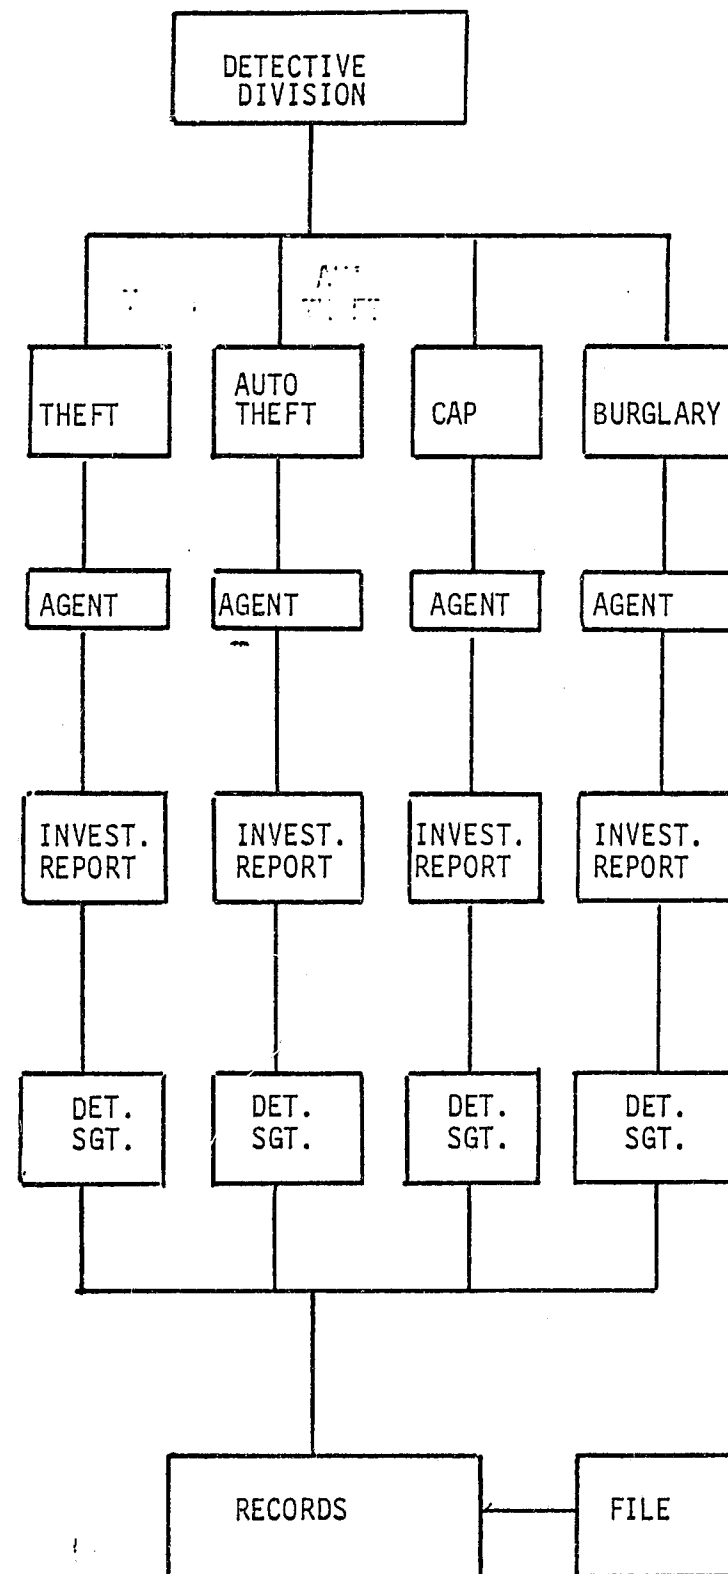 DETECTIVE
DIVISION
THEFT
AUTO
THEFT
CAP
BURGLARY
AGENT
AGENT
AGENT
AGENT
INVEST.
REPORT
INVEST.
REPORT
INVEST.
REPORT
INVEST.
REPORT
DET.
SGT.
DET.
SGT.
DET.
SGT.
DET.
SGT.
RECORDS
FILE